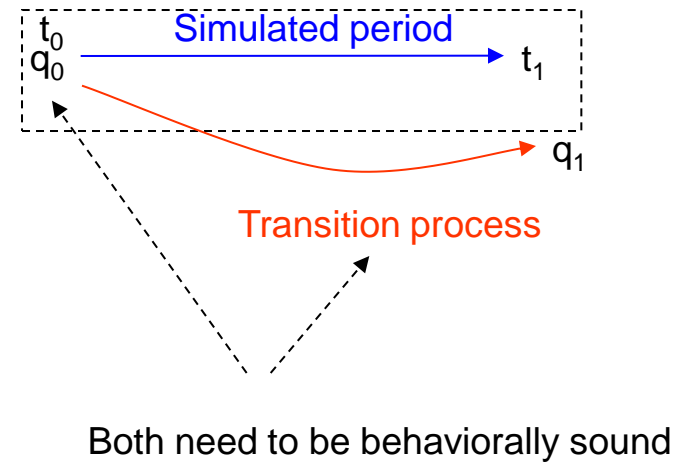 t₀ Simulated period
q₀ t₁
q₁
Transition process
Both need to be behaviorally sound